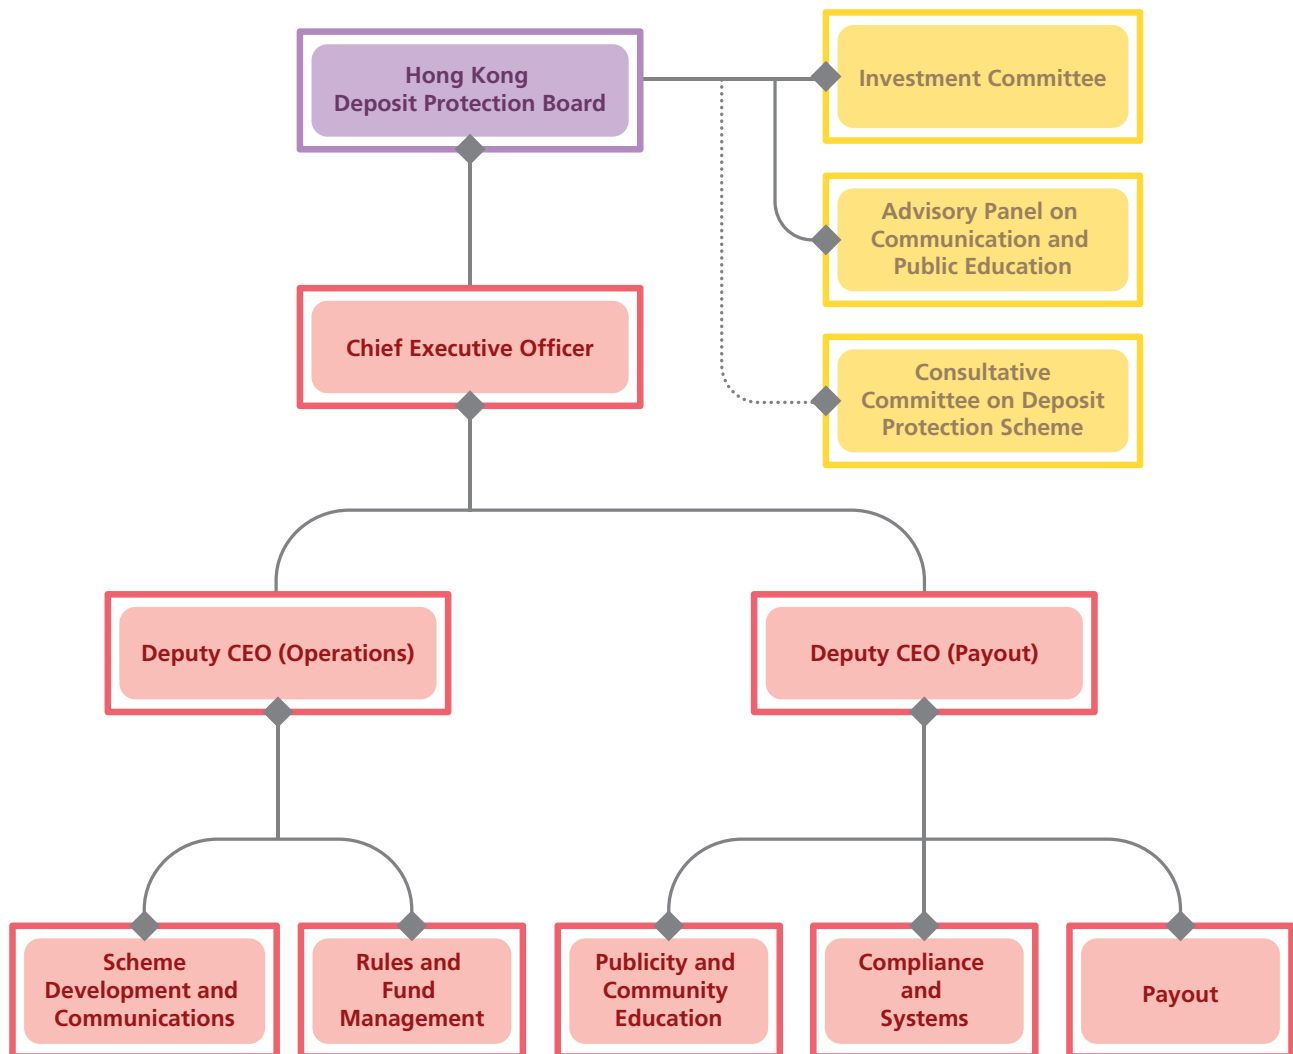 Hong Kong
Deposit Protection Board
Investment Committee
Advisory Panel on
Communication and
Public Education
Chief Executive Officer
Consultative
Committee on Deposit
Protection Scheme
Deputy CEO (Operations)
Deputy CEO (Payout)
Scheme
Development and
Communications
Rules and
Fund
Management
Publicity and
Community
Education
Compliance
and
Systems
Payout